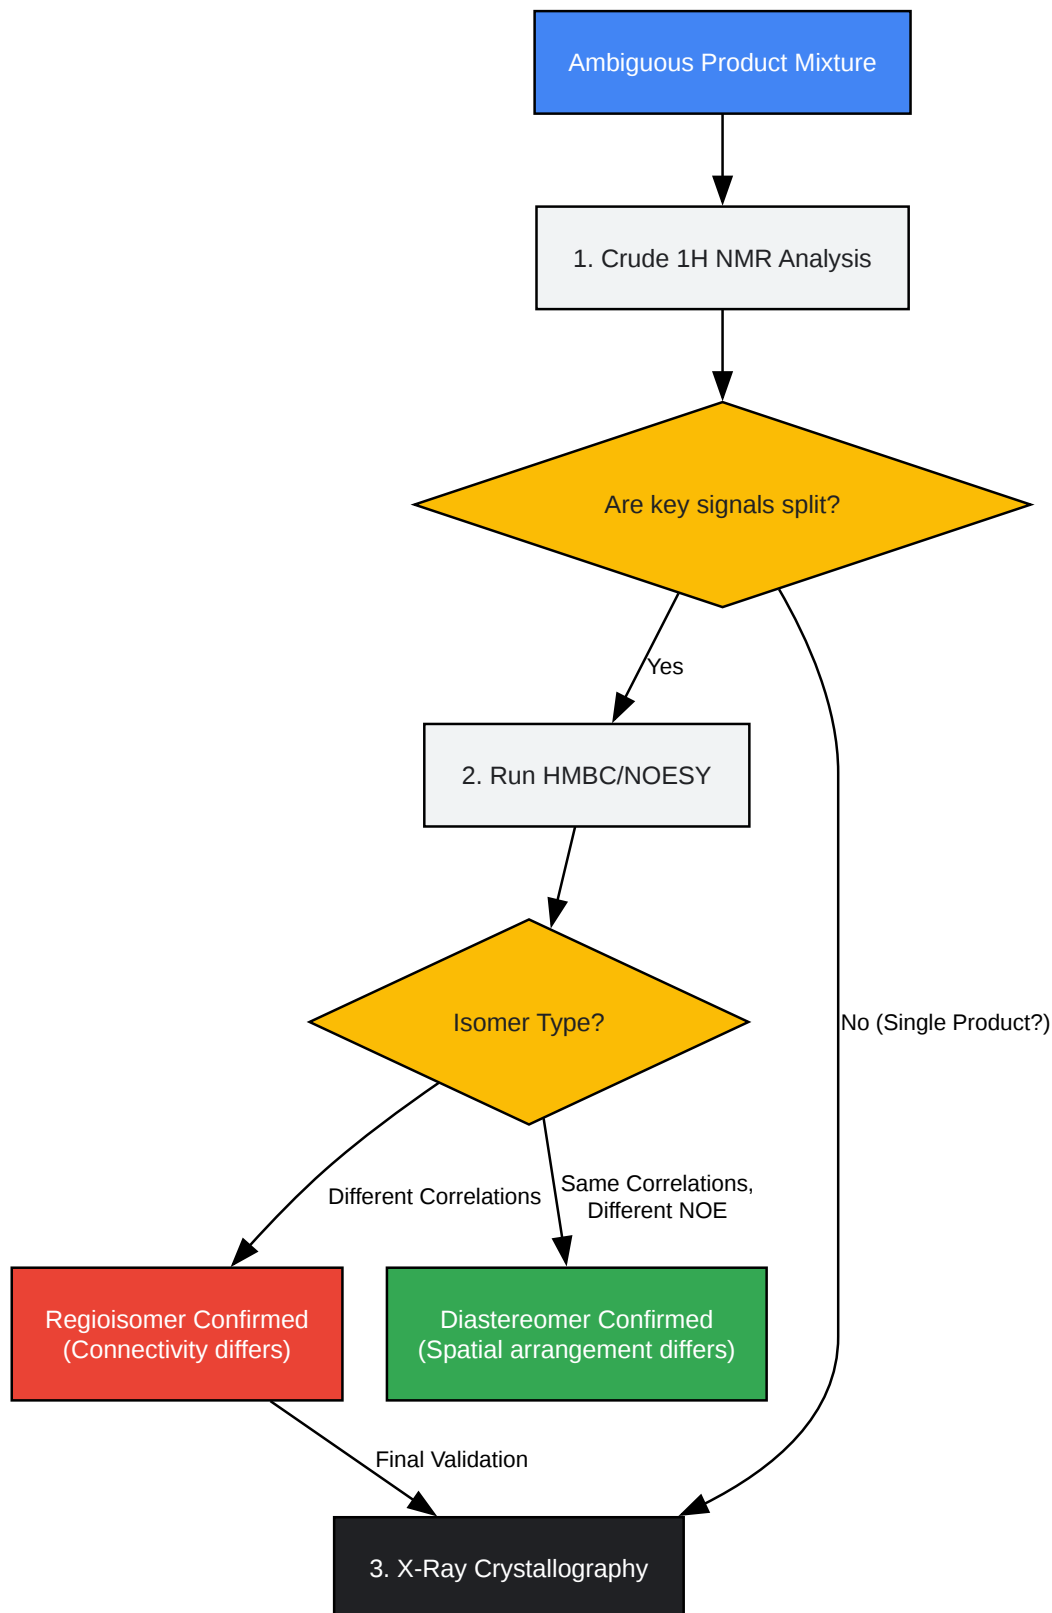 Ambiguous Product Mixture
1. Crude 1H NMR Analysis
Are key signals split?
Yes
2. Run HMBC/NOESY
Isomer Type?
No (Single Product?)
Different Correlations
Same Correlations,
Different NOE
Regioisomer Confirmed
(Connectivity differs)
Diastereomer Confirmed
(Spatial arrangement differs)
Final Validation
3. X-Ray Crystallography